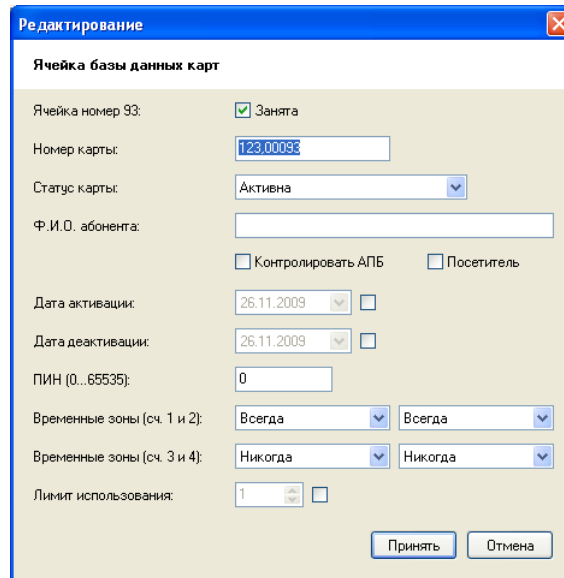 Редактирование
Ячейка базы данных карт
Ячейка номер 93: Занята
Номер карты: 123,00093
Статус карты: Активна
Ф.И.О. абонента:
Контролировать АПБ Посетитель
Дата активации: 26.11.2009
Дата деактивации: 26.11.2009
ПИН (0...65535): 0
Временные зоны (сч. 1 и 2): Всегда Всегда
Временные зоны (сч. 3 и 4): Никогда Никогда
Лимит использования: 1
Принять Отмена